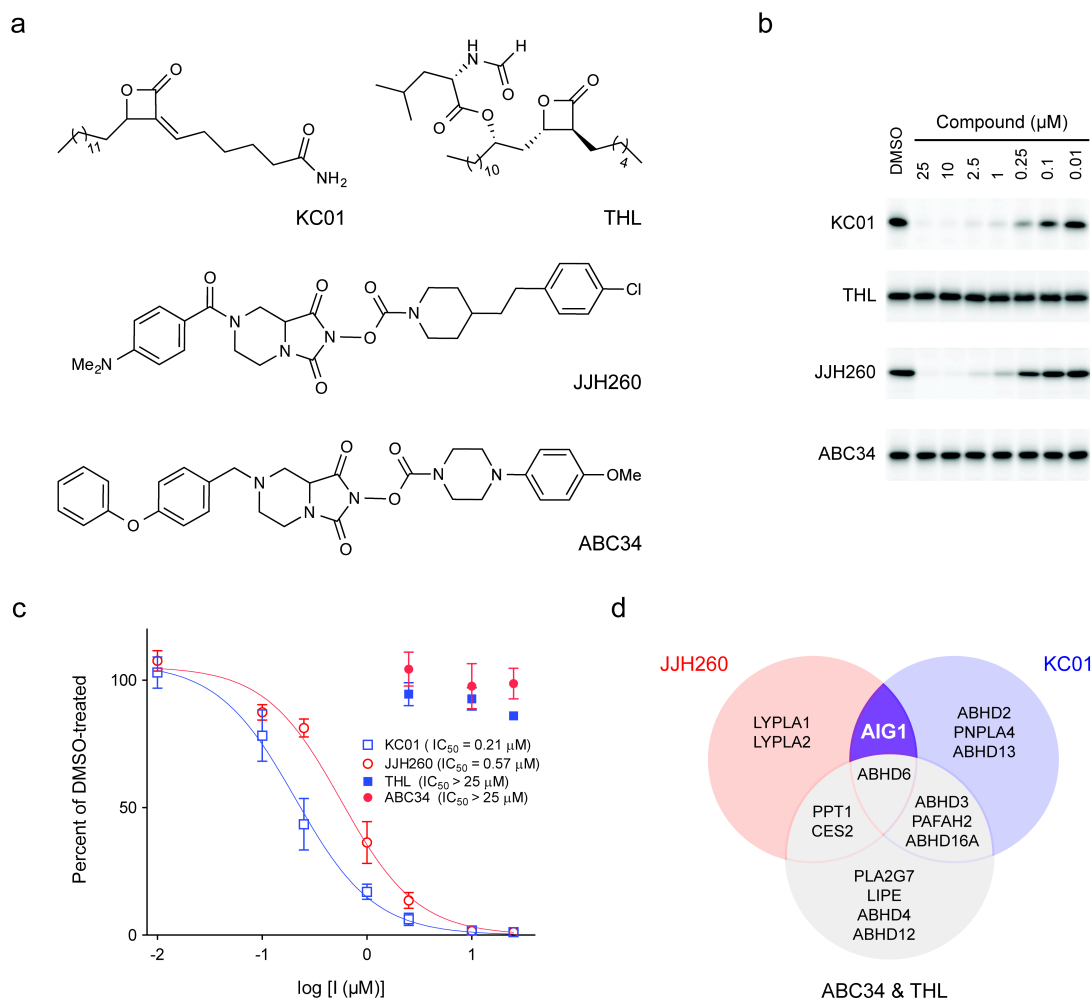 a
O
O
11
O
NH2
KC01
H
N
H
O
O
O
O
O
10
4
THL
O
N
N
O
N
O
O
O
N
Cl
Me2N
JJH260
O
N
N
O
N
O
O
O
N
N
OMe
ABC34
b
Compound (µM)
DMSO
25
10
2.5
1
0.25
0.1
0.01
KC01
THL
JJH260
ABC34
c
Percent of DMSO-treated
100
50
0
-2
-1
0
1
log [I (µM)]
KC01 ( IC50 = 0.21 µM)
JJH260 (IC50 = 0.57 µM)
THL (IC50 > 25 µM)
ABC34 (IC50 > 25 µM)
d
JJH260
KC01
LYPLA1
LYPLA2
AIG1
ABHD2
PNPLA4
ABHD13
ABHD6
PPT1
CES2
ABHD3
PAFAH2
ABHD16A
PLA2G7
LIPE
ABHD4
ABHD12
ABC34 & THL